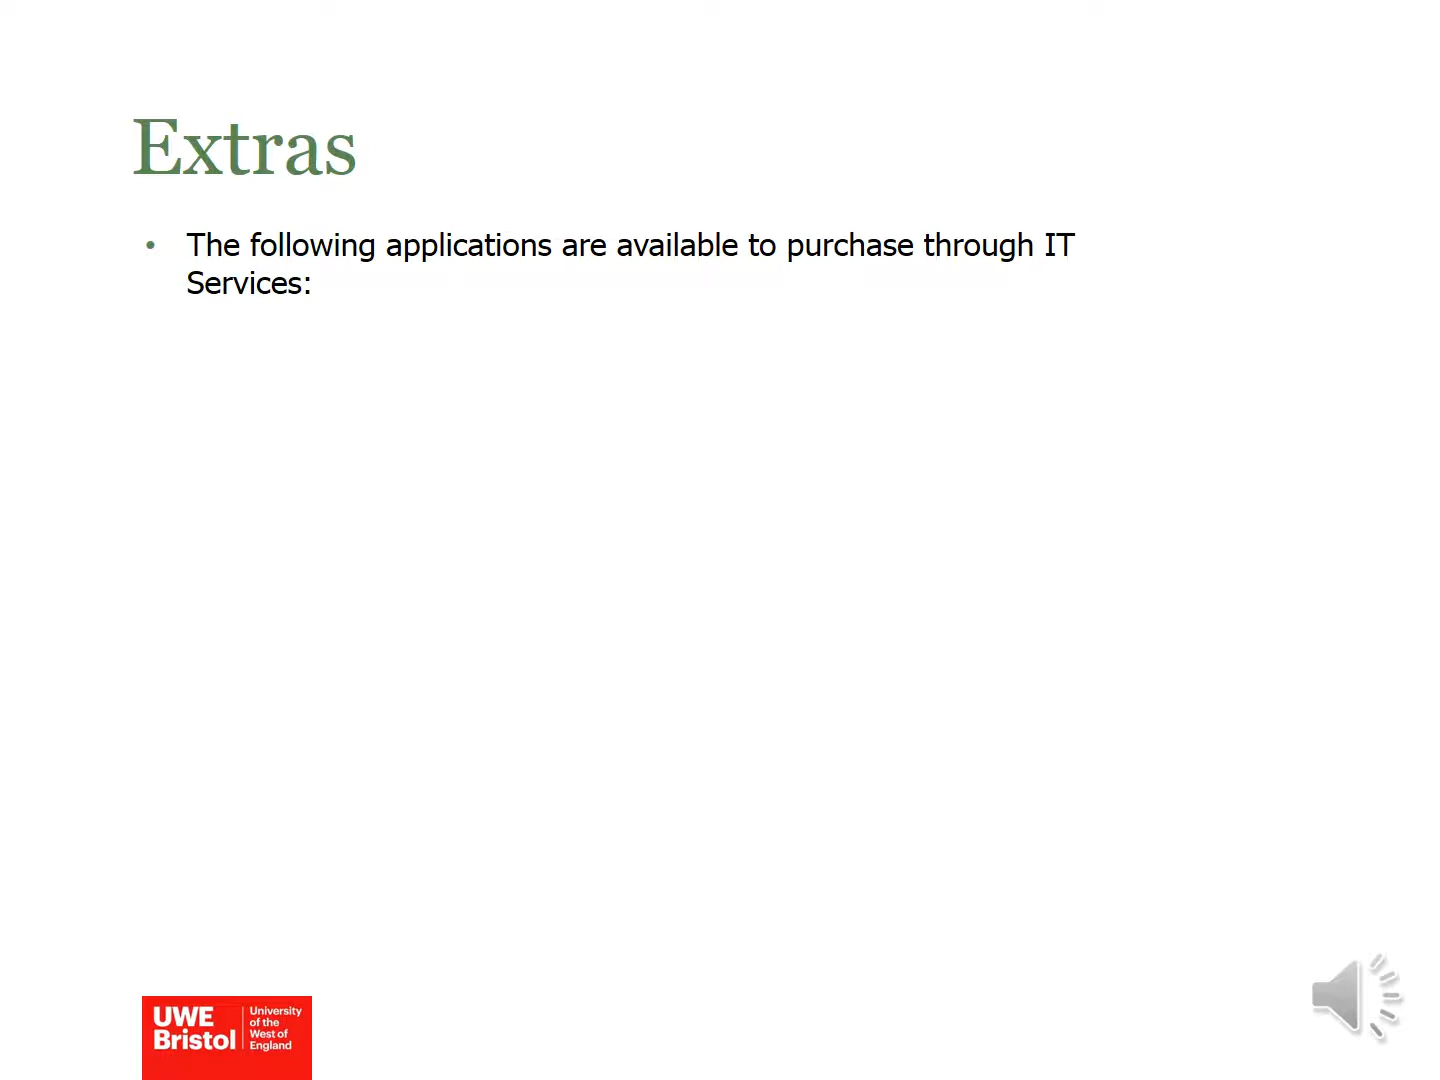 Extras
• The following applications are available to purchase through IT
Services:
UWE
Bristol
University
of the
West of
England